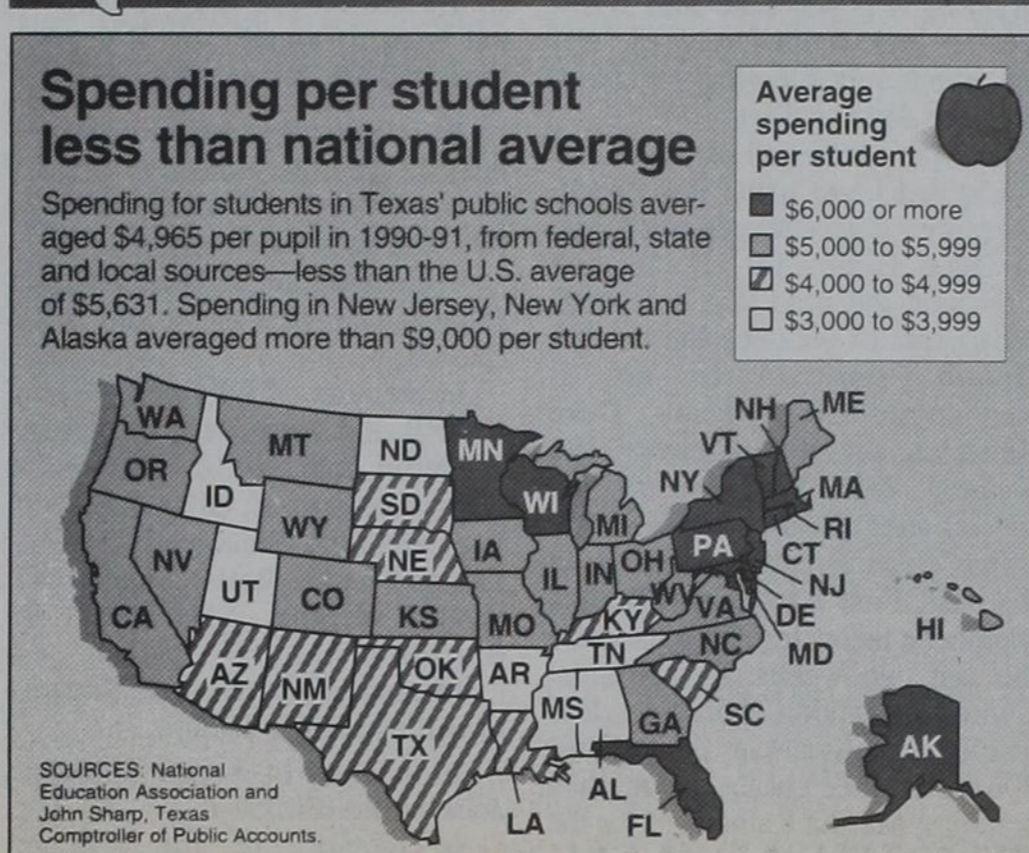 Spending per student
less than national average
Spending for students in Texas' public schools aver-
aged $4,965 per pupil in 1990-91, from federal, state
and local sources—less than the U.S. average
of $5,631. Spending in New Jersey, New York and
Alaska averaged more than $9,000 per student.
Average
spending
per student
$6,000 or more
$5,000 to $5,999
$4,000 to $4,999
$3,000 to $3,999
WA
OR
CA
NV
ID
MT
WY
UT
CO
AZ
NM
ND
SD
NE
KS
OK
TX
MN
IA
MO
AR
LA
WI
IL
MI
IN
OH
KY
TN
MS
AL
GA
FL
SC
NC
VA
WV
PA
NY
VT
NH
ME
MA
RI
CT
NJ
DE
MD
HI
AK
SOURCES: National
Education Association and
John Sharp, Texas
Comptroller of Public Accounts.